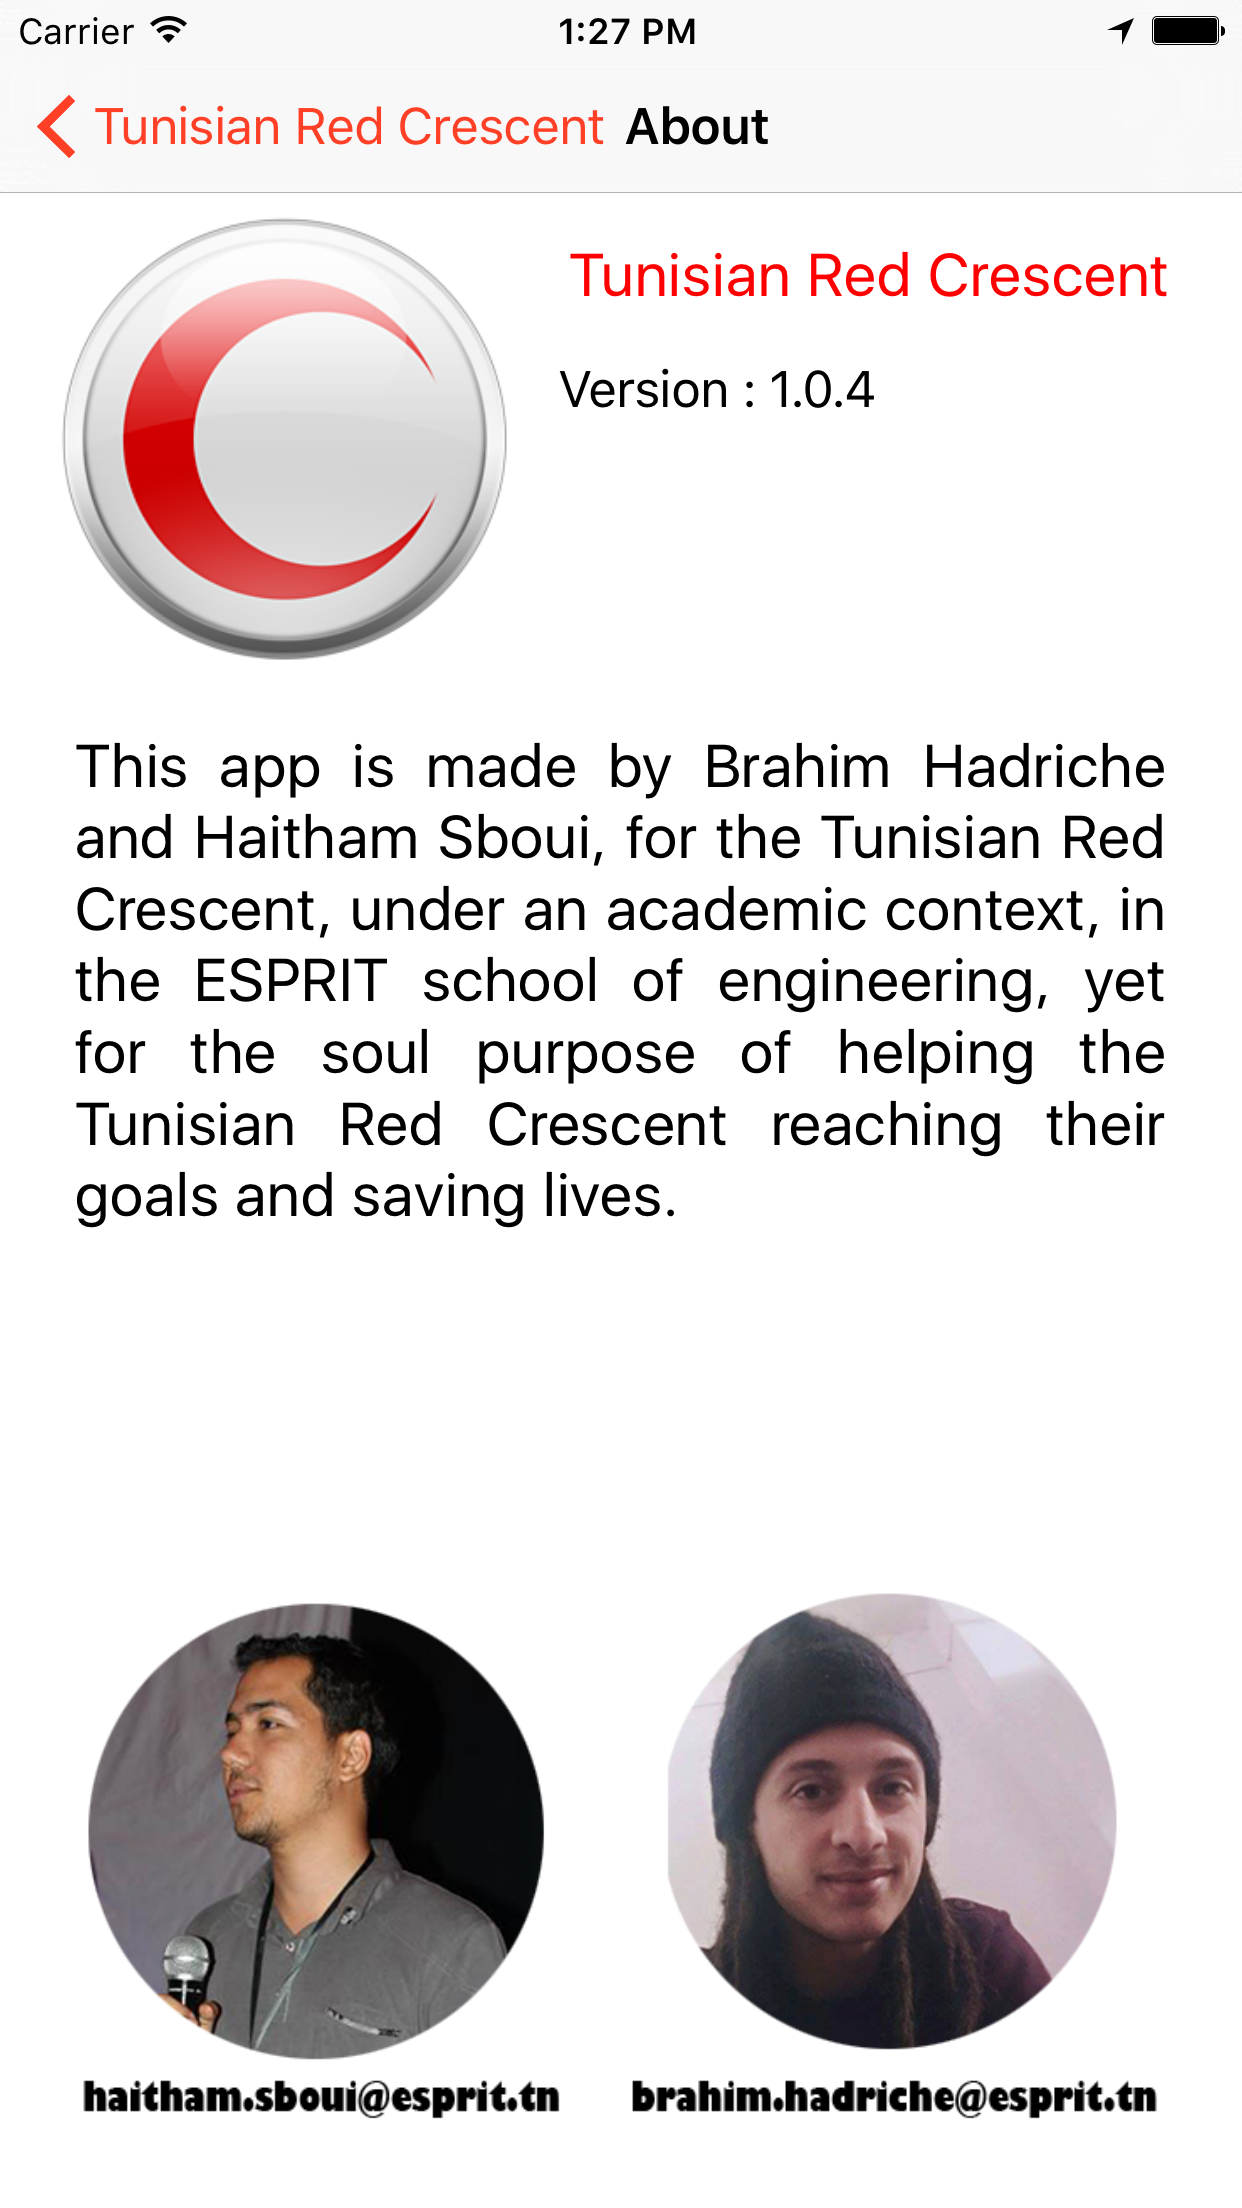 Carrier 1:27 PM
Tunisian Red Crescent About
Tunisian Red Crescent
Version : 1.0.4
This app is made by Brahim Hadriche
and Haitham Sboui, for the Tunisian Red
Crescent, under an academic context, in
the ESPRIT school of engineering, yet
for the soul purpose of helping the
Tunisian Red Crescent reaching their
goals and saving lives.
haitham.sboui@esprit.tn brahim.hadriche@esprit.tn